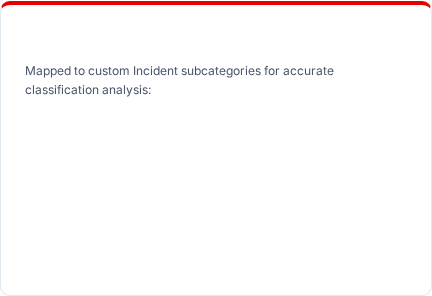 Mapped to custom Incident subcategories for accurate
classification analysis: